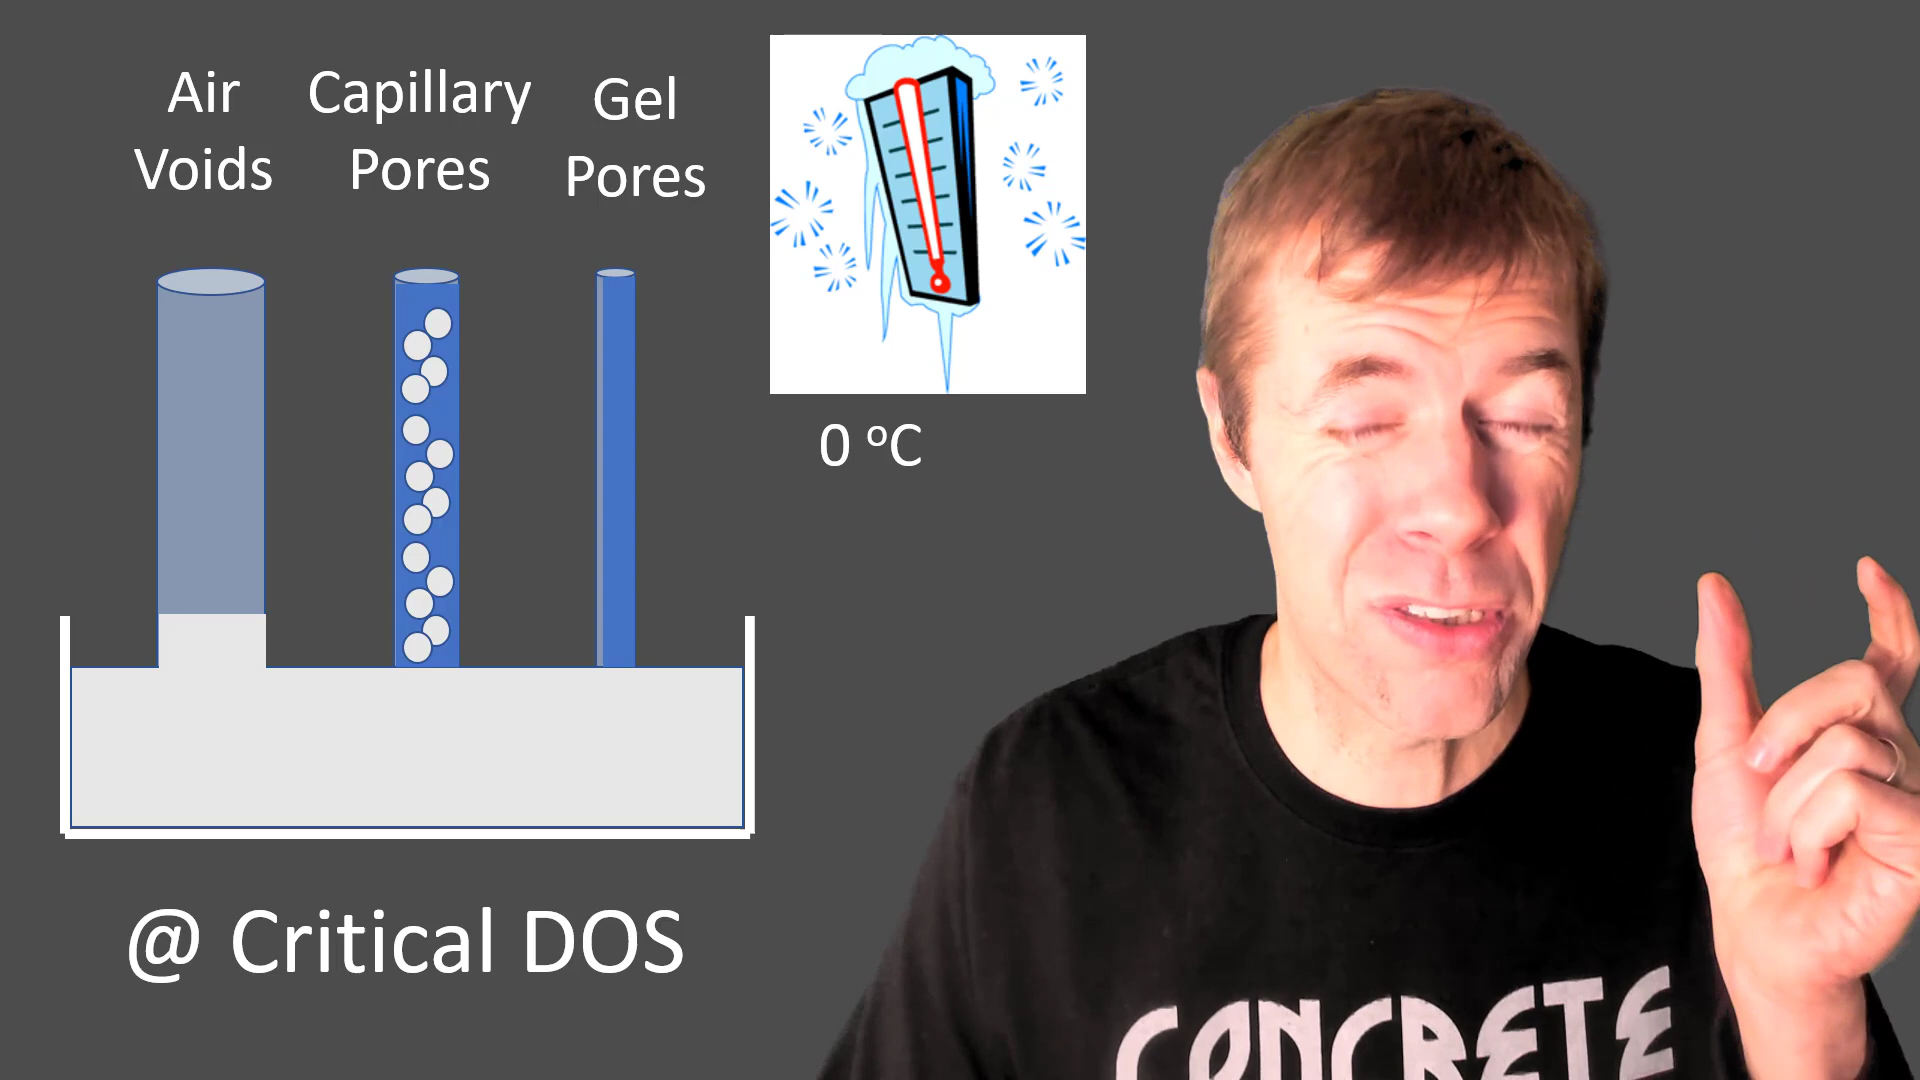 Air
Voids
Capillary
Pores
Gel
Pores
0 ºC
@ Critical DOS
CONCRETE